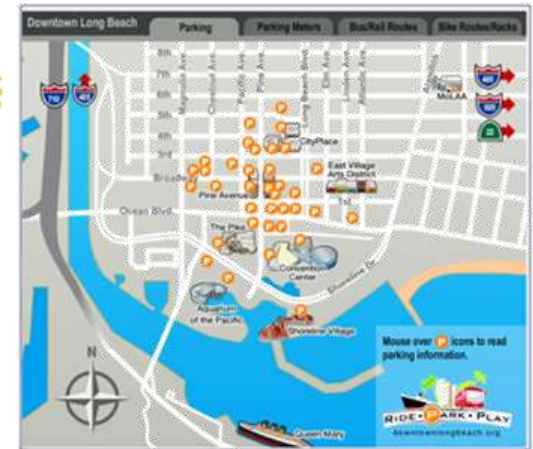 Downtown Long Beach
Parking
Parking Meters
Bus/Rail Routes
Bike Routes/Racks
8th
7th
6th
5th
4th
3rd
Broadway
Ocean Blvd.
Magnolia Ave.
Chestnut Ave.
Pacific Ave.
Pine Ave.
Long Beach Blvd.
Elm Ave.
Linden Ave.
Atlantic Ave.
1st
Shoreline Dr.
710
405
MoLAA
CityPlace
East Village
Arts District
Pine Avenue
The Pike
Convention
Center
Aquarium
of the Pacific
Shoreline Village
Queen Mary
N
Mouse over P icons to read
parking information.
RIDE • PARK • PLAY
downtownlongbeach.org